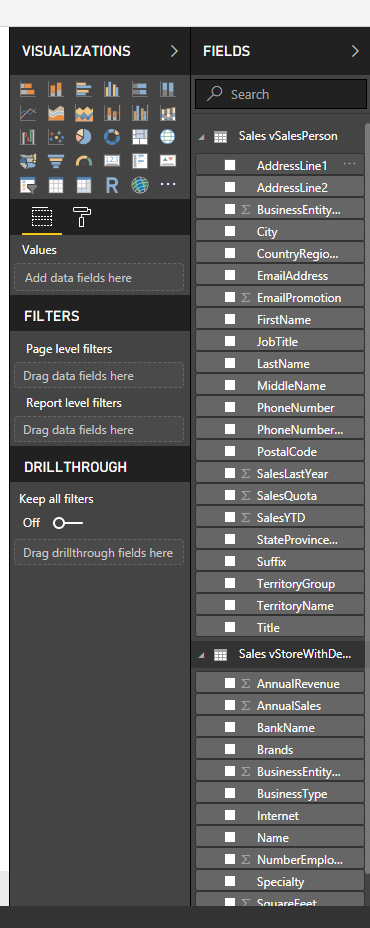 VISUALIZATIONS
Values
Add data fields here
FILTERS
Page level filters
Drag data fields here
Report level filters
Drag data fields here
DRILLTHROUGH
Keep all filters
Off
Drag drillthrough fields here
FIELDS
Search
Sales vSalesPerson
AddressLine1
AddressLine2
Σ BusinessEntity...
City
CountryRegio...
EmailAddress
Σ EmailPromotion
FirstName
JobTitle
LastName
MiddleName
PhoneNumber
PhoneNumber...
PostalCode
Σ SalesLastYear
Σ SalesQuota
Σ SalesYTD
StateProvince...
Suffix
TerritoryGroup
TerritoryName
Title
Sales vStoreWithDe...
Σ AnnualRevenue
Σ AnnualSales
BankName
Brands
Σ BusinessEntity...
BusinessType
Internet
Name
Σ NumberEmplo...
Specialty
Σ SquareFeet